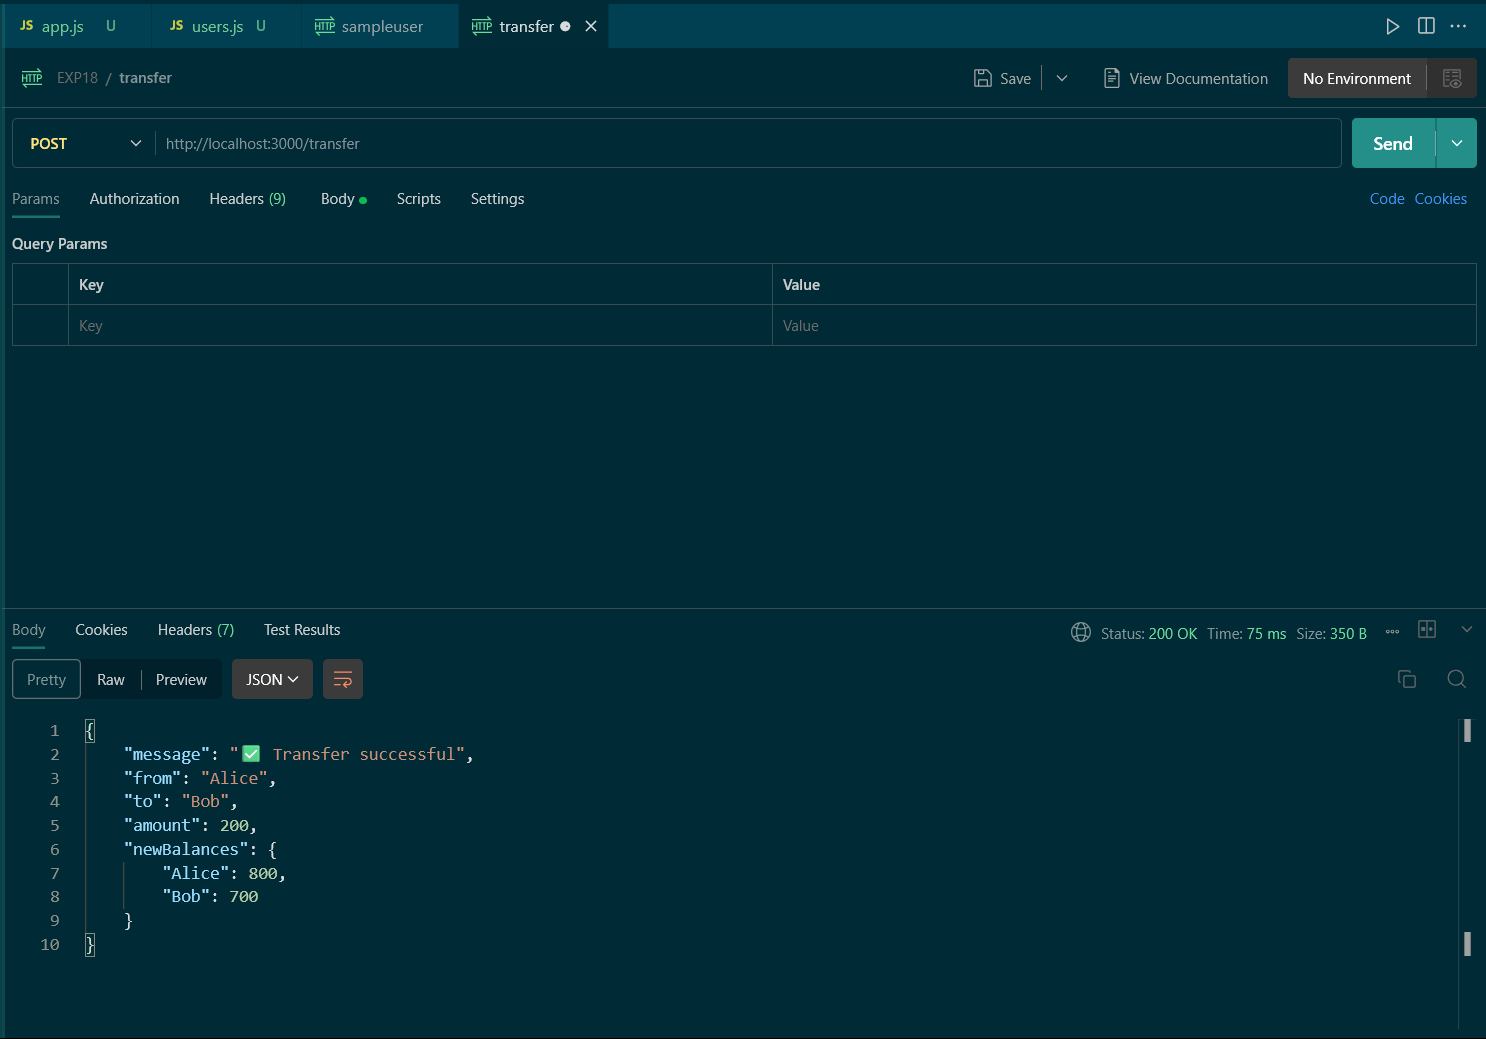 JS app.js U JS users.js U HTTP sampleuser HTTP transfer
HTTP EXP18 / transfer Save View Documentation No Environment
POST http://localhost:3000/transfer Send
Params Authorization Headers (9) Body Scripts Settings Code Cookies
Query Params
Key Value
Key Value
Body Cookies Headers (7) Test Results Status: 200 OK Time: 75 ms Size: 350 B
Pretty Raw Preview JSON
1 {
2 "message": "✅ Transfer successful",
3 "from": "Alice",
4 "to": "Bob",
5 "amount": 200,
6 "newBalances": {
7 "Alice": 800,
8 "Bob": 700
9 }
10 }